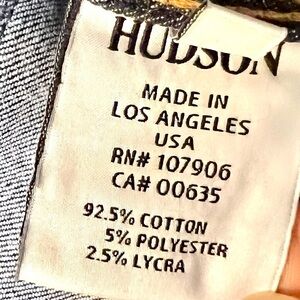 HUDSON
MADE IN
LOS ANGELES
USA
RN# 107906
CA# 00635
92.5% COTTON
5% POLYESTER
2.5% LYCRA